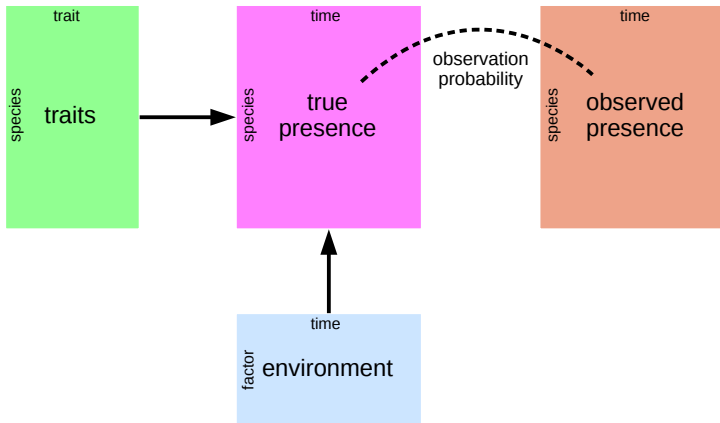 trait
species
traits
time
species
true
presence
observation
probability
time
species
observed
presence
time
factor
environment